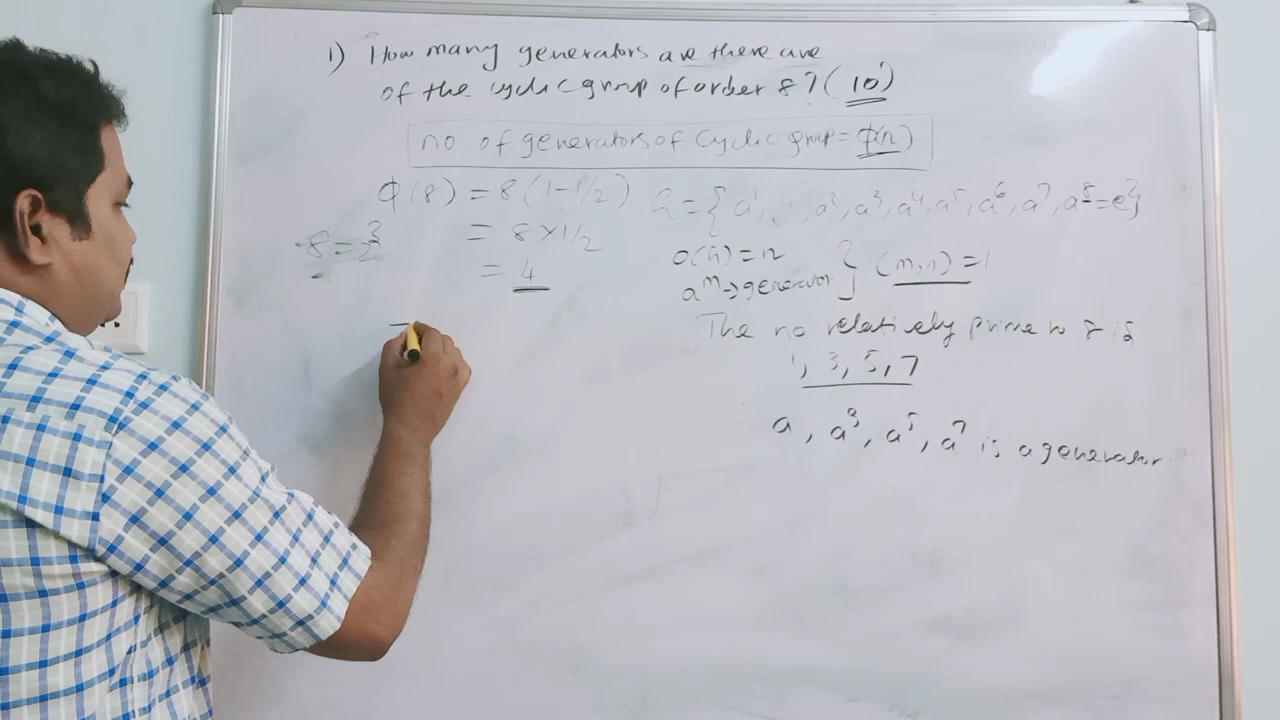 1) How many generators are there are
of the cyclic group of order 8? (10)
no of generators of cyclic group = φ(n)
φ(8) = 8(1-1/2)
8 = 2³
= 8×1/2
= 4
G = {a¹, a², a³, a⁴, a⁵, a⁶, a⁷, a⁸=e}
o(G) = n
aᵐ → generator } (m,n) = 1
The no relatively prime to 8 is
1, 3, 5, 7
a, a³, a⁵, a⁷ is a generator